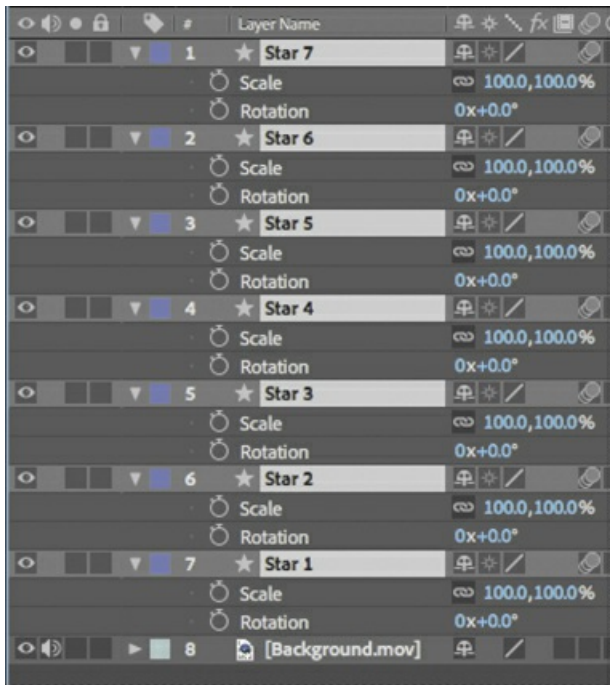 # Layer Name fx
1 Star 7
Scale 100.0,100.0%
Rotation 0x+0.0°
2 Star 6
Scale 100.0,100.0%
Rotation 0x+0.0°
3 Star 5
Scale 100.0,100.0%
Rotation 0x+0.0°
4 Star 4
Scale 100.0,100.0%
Rotation 0x+0.0°
5 Star 3
Scale 100.0,100.0%
Rotation 0x+0.0°
6 Star 2
Scale 100.0,100.0%
Rotation 0x+0.0°
7 Star 1
Scale 100.0,100.0%
Rotation 0x+0.0°
8 [Background.mov]